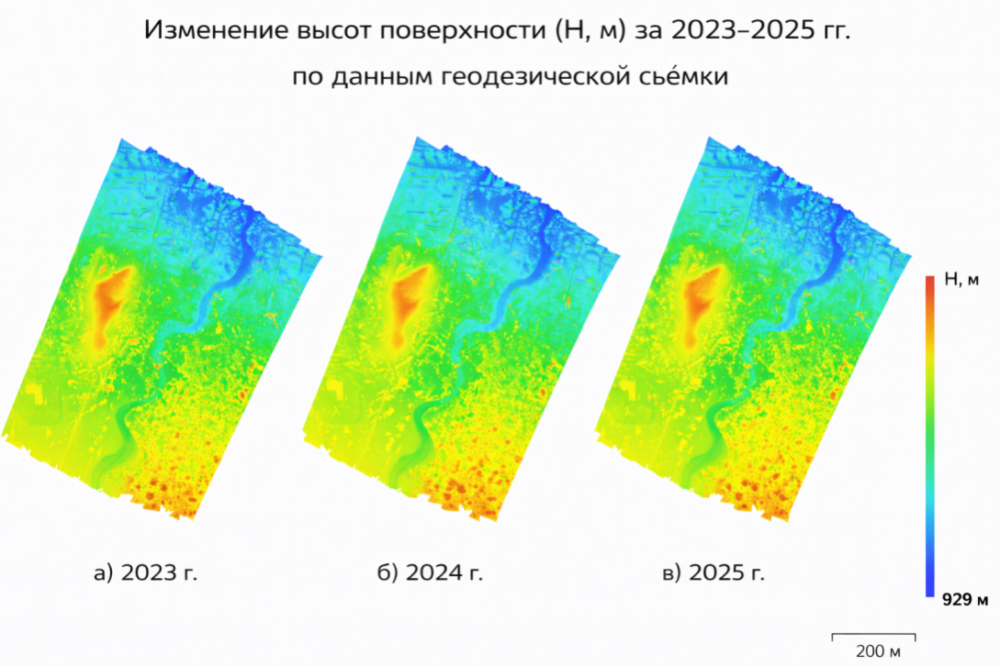 Изменение высот поверхности (Н, м) за 2023–2025 гг.
по данным геодезической сьéмки
Н, м
929 м
а) 2023 г.
б) 2024 г.
в) 2025 г.
200 м